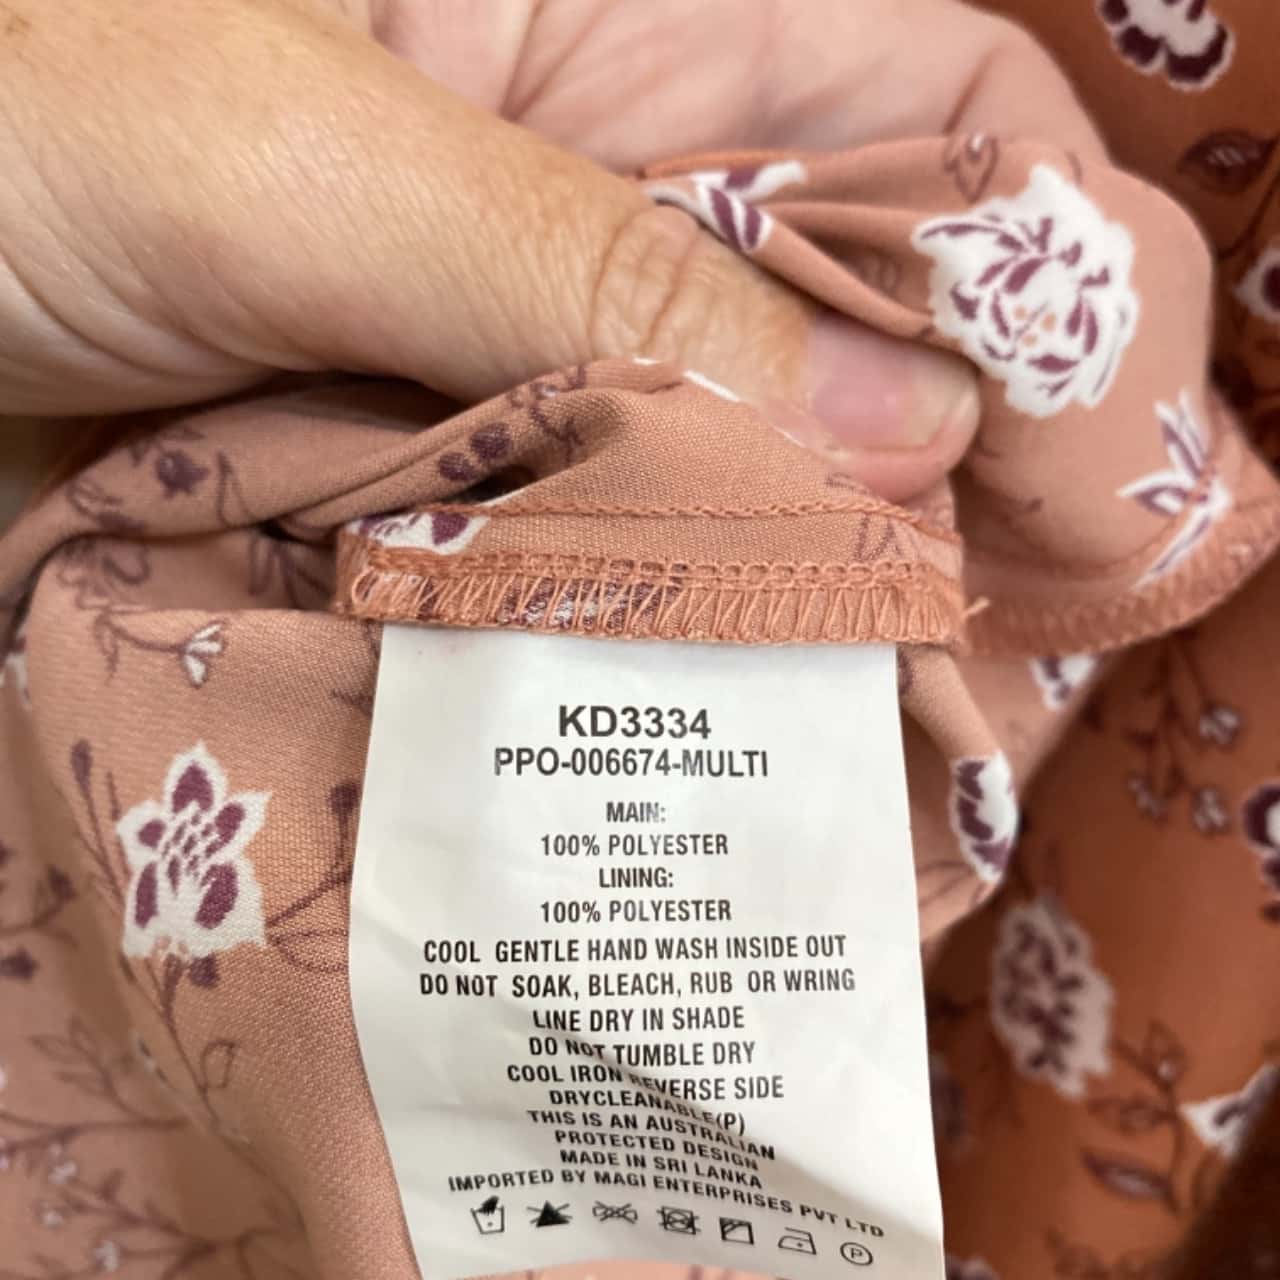 KD3334
PPO-006674-MULTI
MAIN:
100% POLYESTER
LINING:
100% POLYESTER
COOL GENTLE HAND WASH INSIDE OUT
DO NOT SOAK, BLEACH, RUB OR WRING
LINE DRY IN SHADE
DO NOT TUMBLE DRY
COOL IRON REVERSE SIDE
DRYCLEANABLE(P)
THIS IS AN AUSTRALIAN
PROTECTED DESIGN
MADE IN SRI LANKA
IMPORTED BY MAGI ENTERPRISES PVT LTD
P